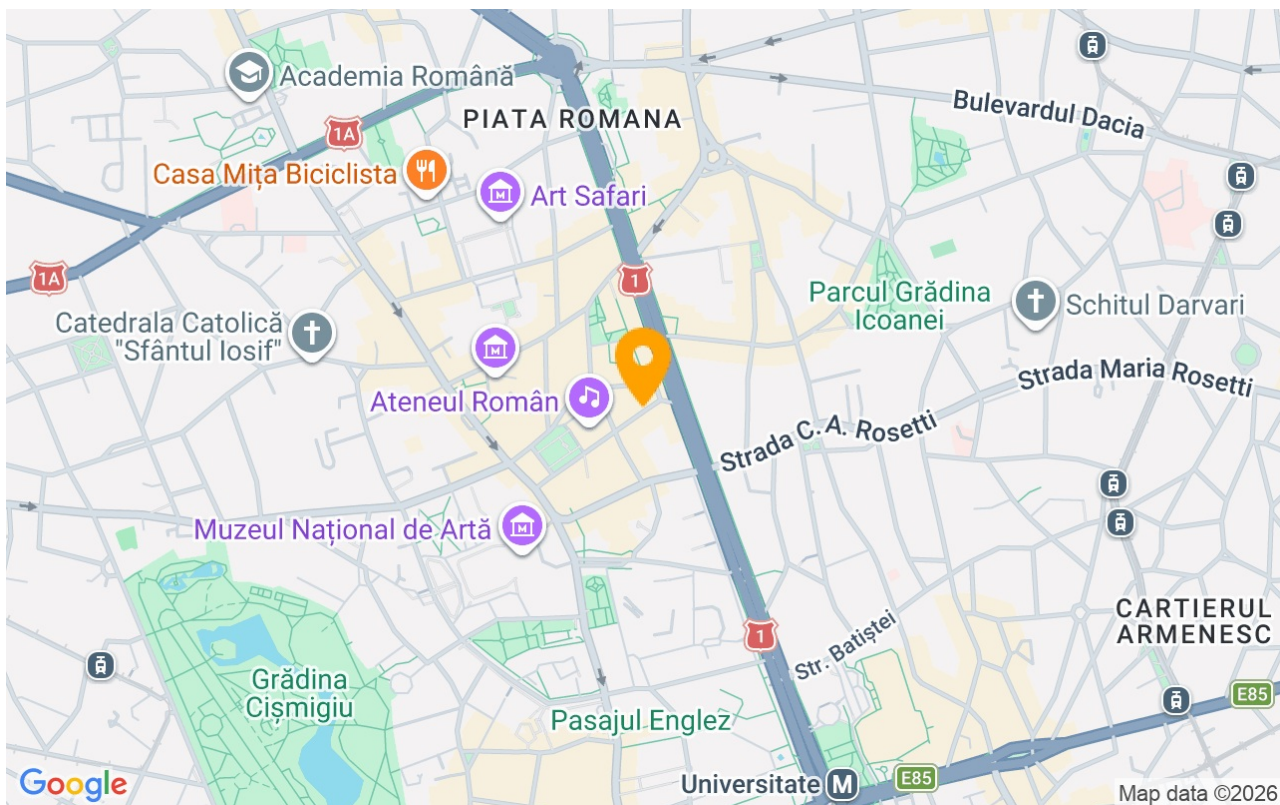 Academia Română
PIATA ROMANA
Bulevardul Dacia
1A
Casa Mița Biciclista
Art Safari
1A
1
Parcul Grădina
Icoanei
Schitul Darvari
Catedrala Catolică
"Sfântul Iosif"
Ateneul Român
Strada Maria Rosetti
Strada C. A. Rosetti
Muzeul Național de Artă
CARTIERUL
ARMENESC
1
Str. Batiștei
Grădina
Cișmigiu
Pasajul Englez
E85
Universitate M
E85
Google
Map data ©2026